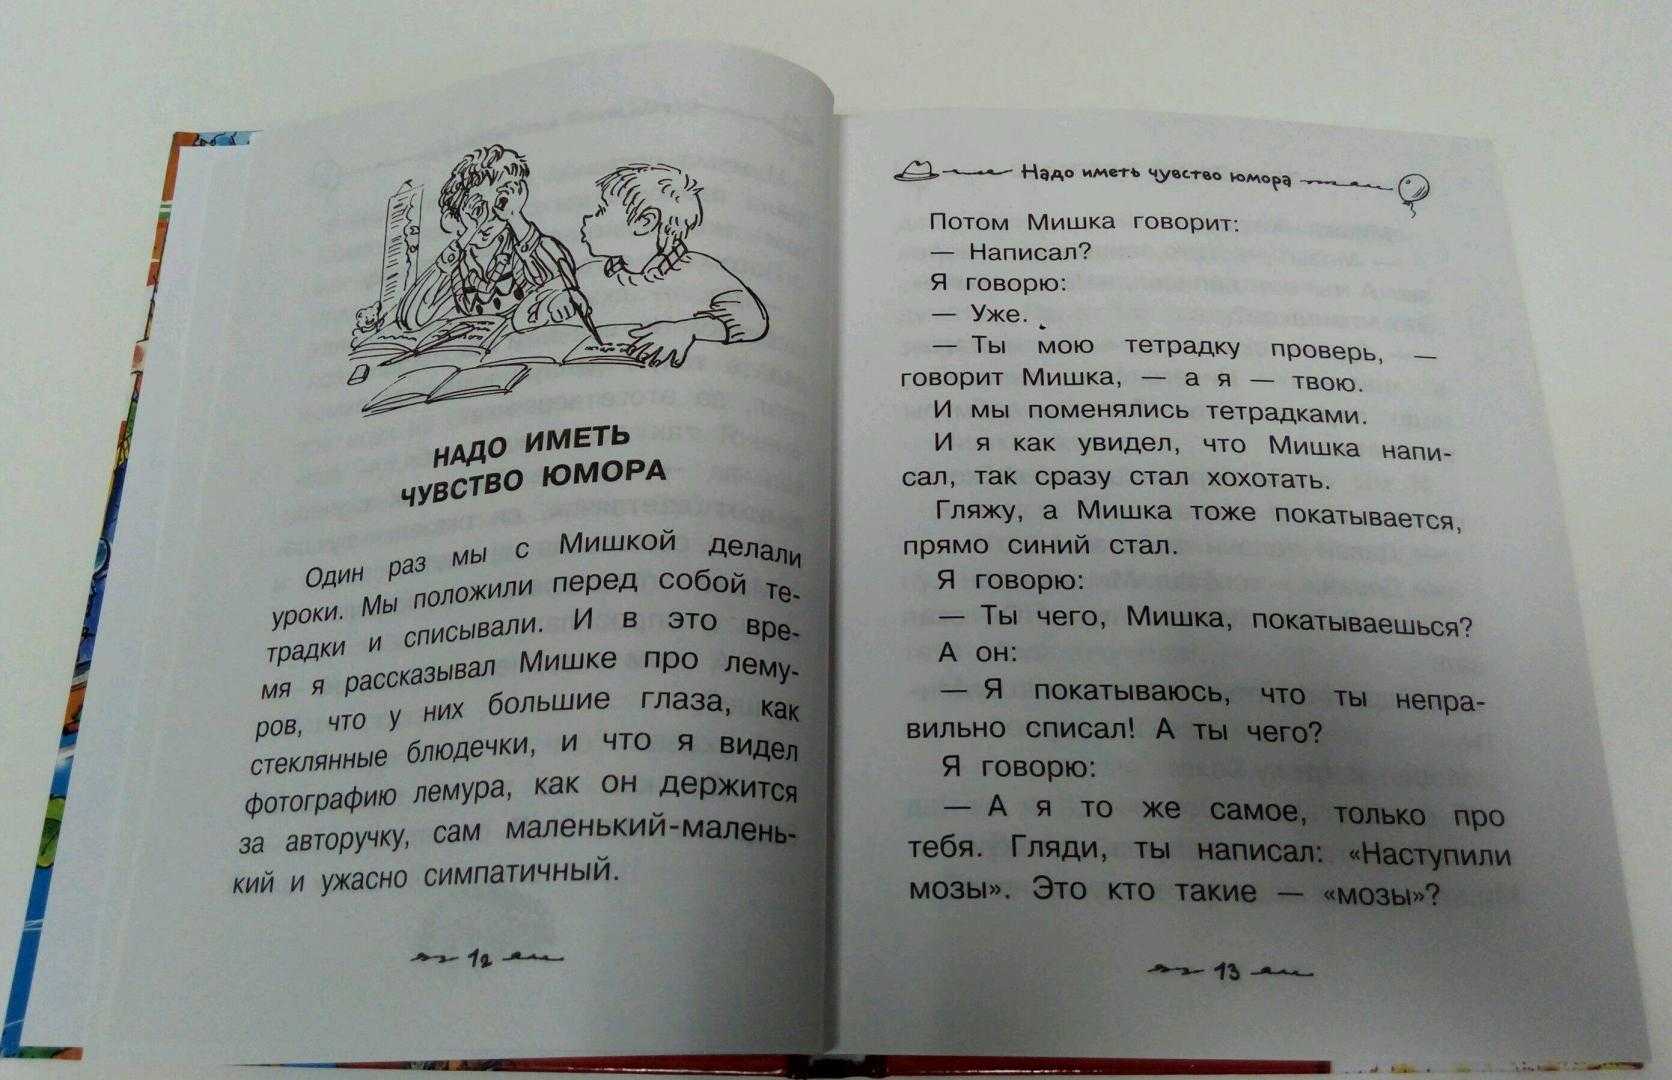 НАДО ИМЕТЬ
ЧУВСТВО ЮМОРА
Один раз мы с Мишкой делали
уроки. Мы положили перед собой те-
традки и списывали. И в это вре-
мя я рассказывал Мишке про лему-
ров, что у них большие глаза, как
стеклянные блюдечки, и что я видел
фотографию лемура, как он держится
за авторучку, сам маленький-малень-
кий и ужасно симпатичный.
12
Надо иметь чувство юмора
Потом Мишка говорит:
— Написал?
Я говорю:
— Уже.
— Ты мою тетрадку проверь, —
говорит Мишка, — а я — твою.
И мы поменялись тетрадками.
И я как увидел, что Мишка напи-
сал, так сразу стал хохотать.
Гляжу, а Мишка тоже покатывается,
прямо синий стал.
Я говорю:
— Ты чего, Мишка, покатываешься?
А он:
— Я покатываюсь, что ты непра-
вильно списал! А ты чего?
Я говорю:
— А я то же самое, только про
тебя. Гляди, ты написал: «Наступили
мозы». Это кто такие — «мозы»?
13